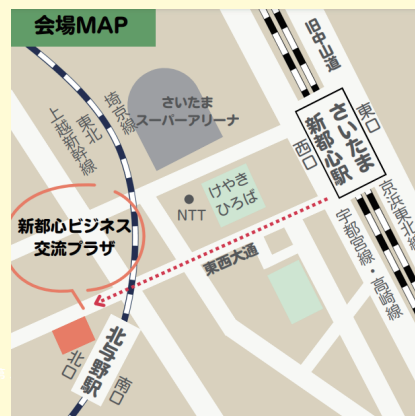 会場MAP
旧中山道
さいたま
スーパーアリーナ
埼京線
東北
上越新幹線
さいたま
新都心駅
東口
西口
けやき
ひろば
NTT
新都心ビジネス
交流プラザ
東西大通
京浜東北線
宇都宮線・高崎線
北与野駅
北口
南口